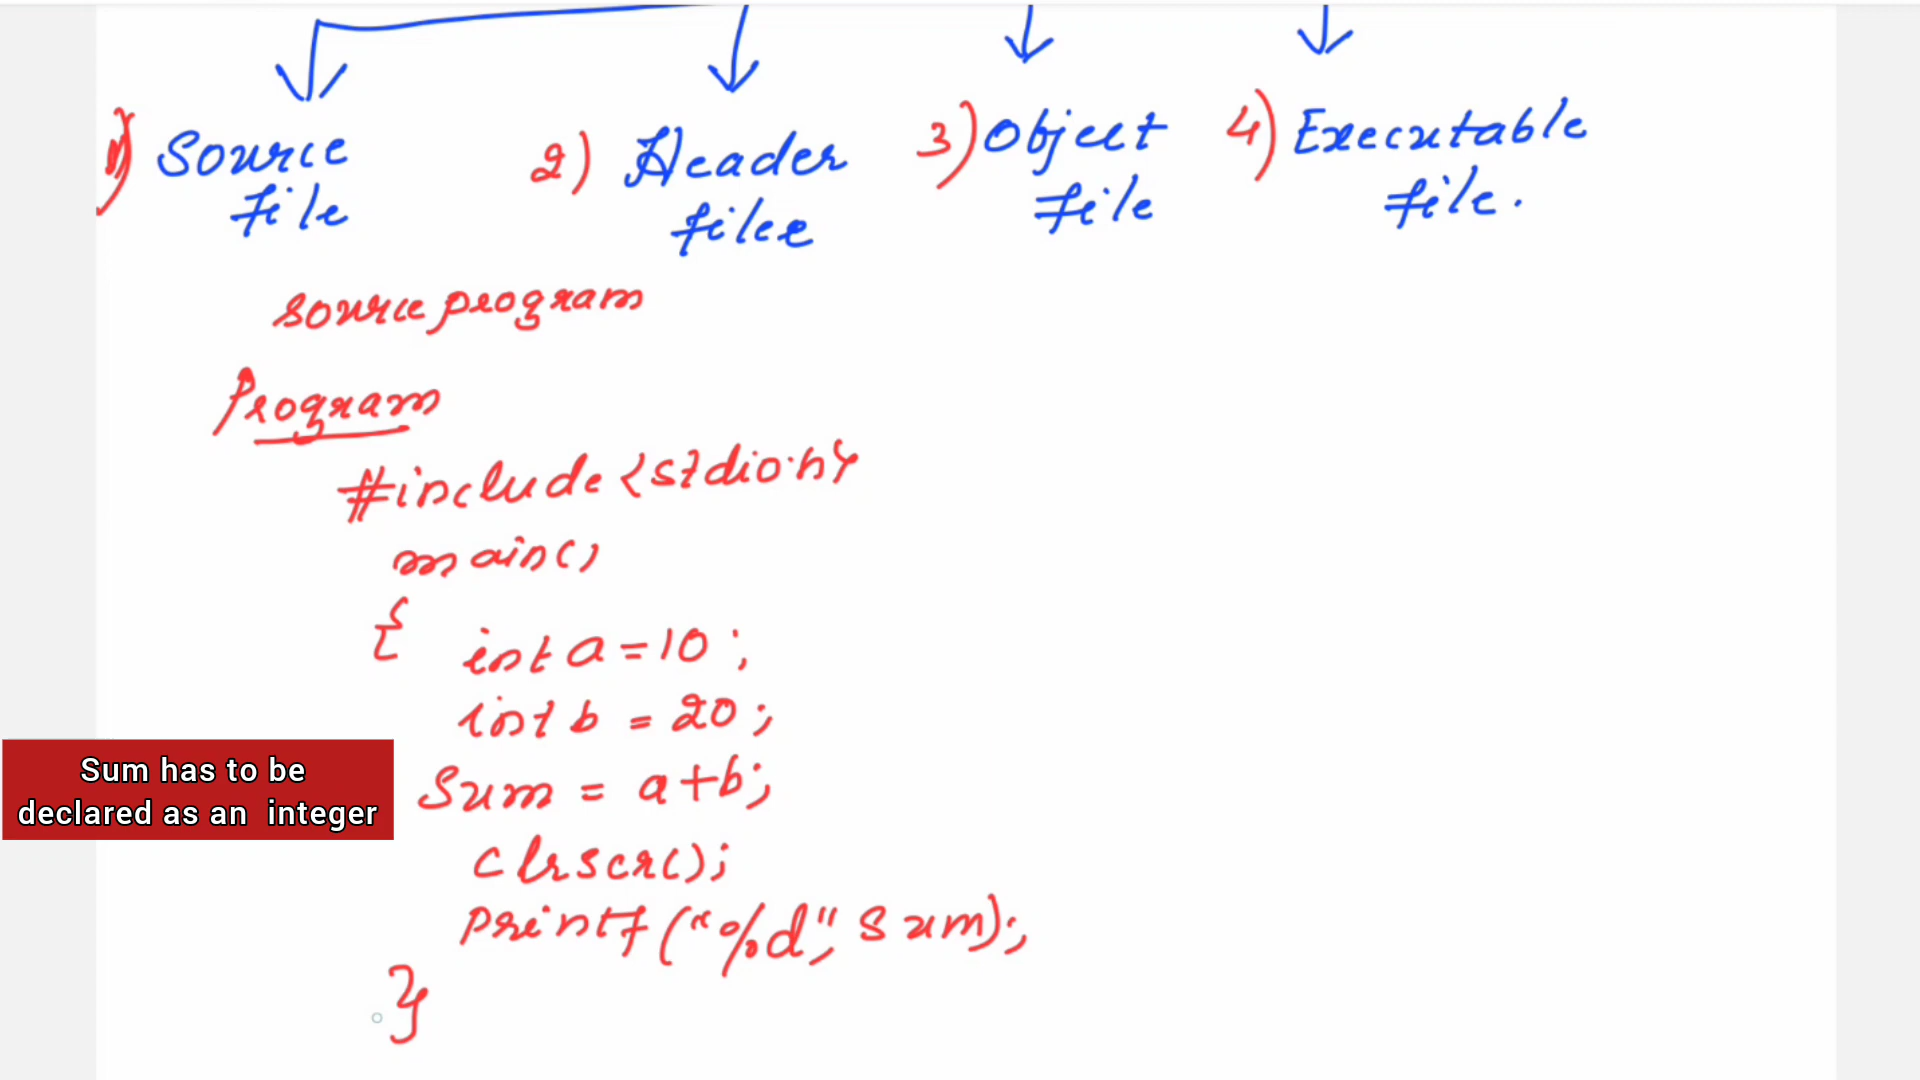 1) Source file
2) Header filee
3) Object file
4) Executable file.
source program
Program
#include <stdio.h>
main()
{ int a = 10;
int b = 20;
Sum has to be declared as an integer
Sum = a+b;
clrscr();
printf("%d", Sum);
}